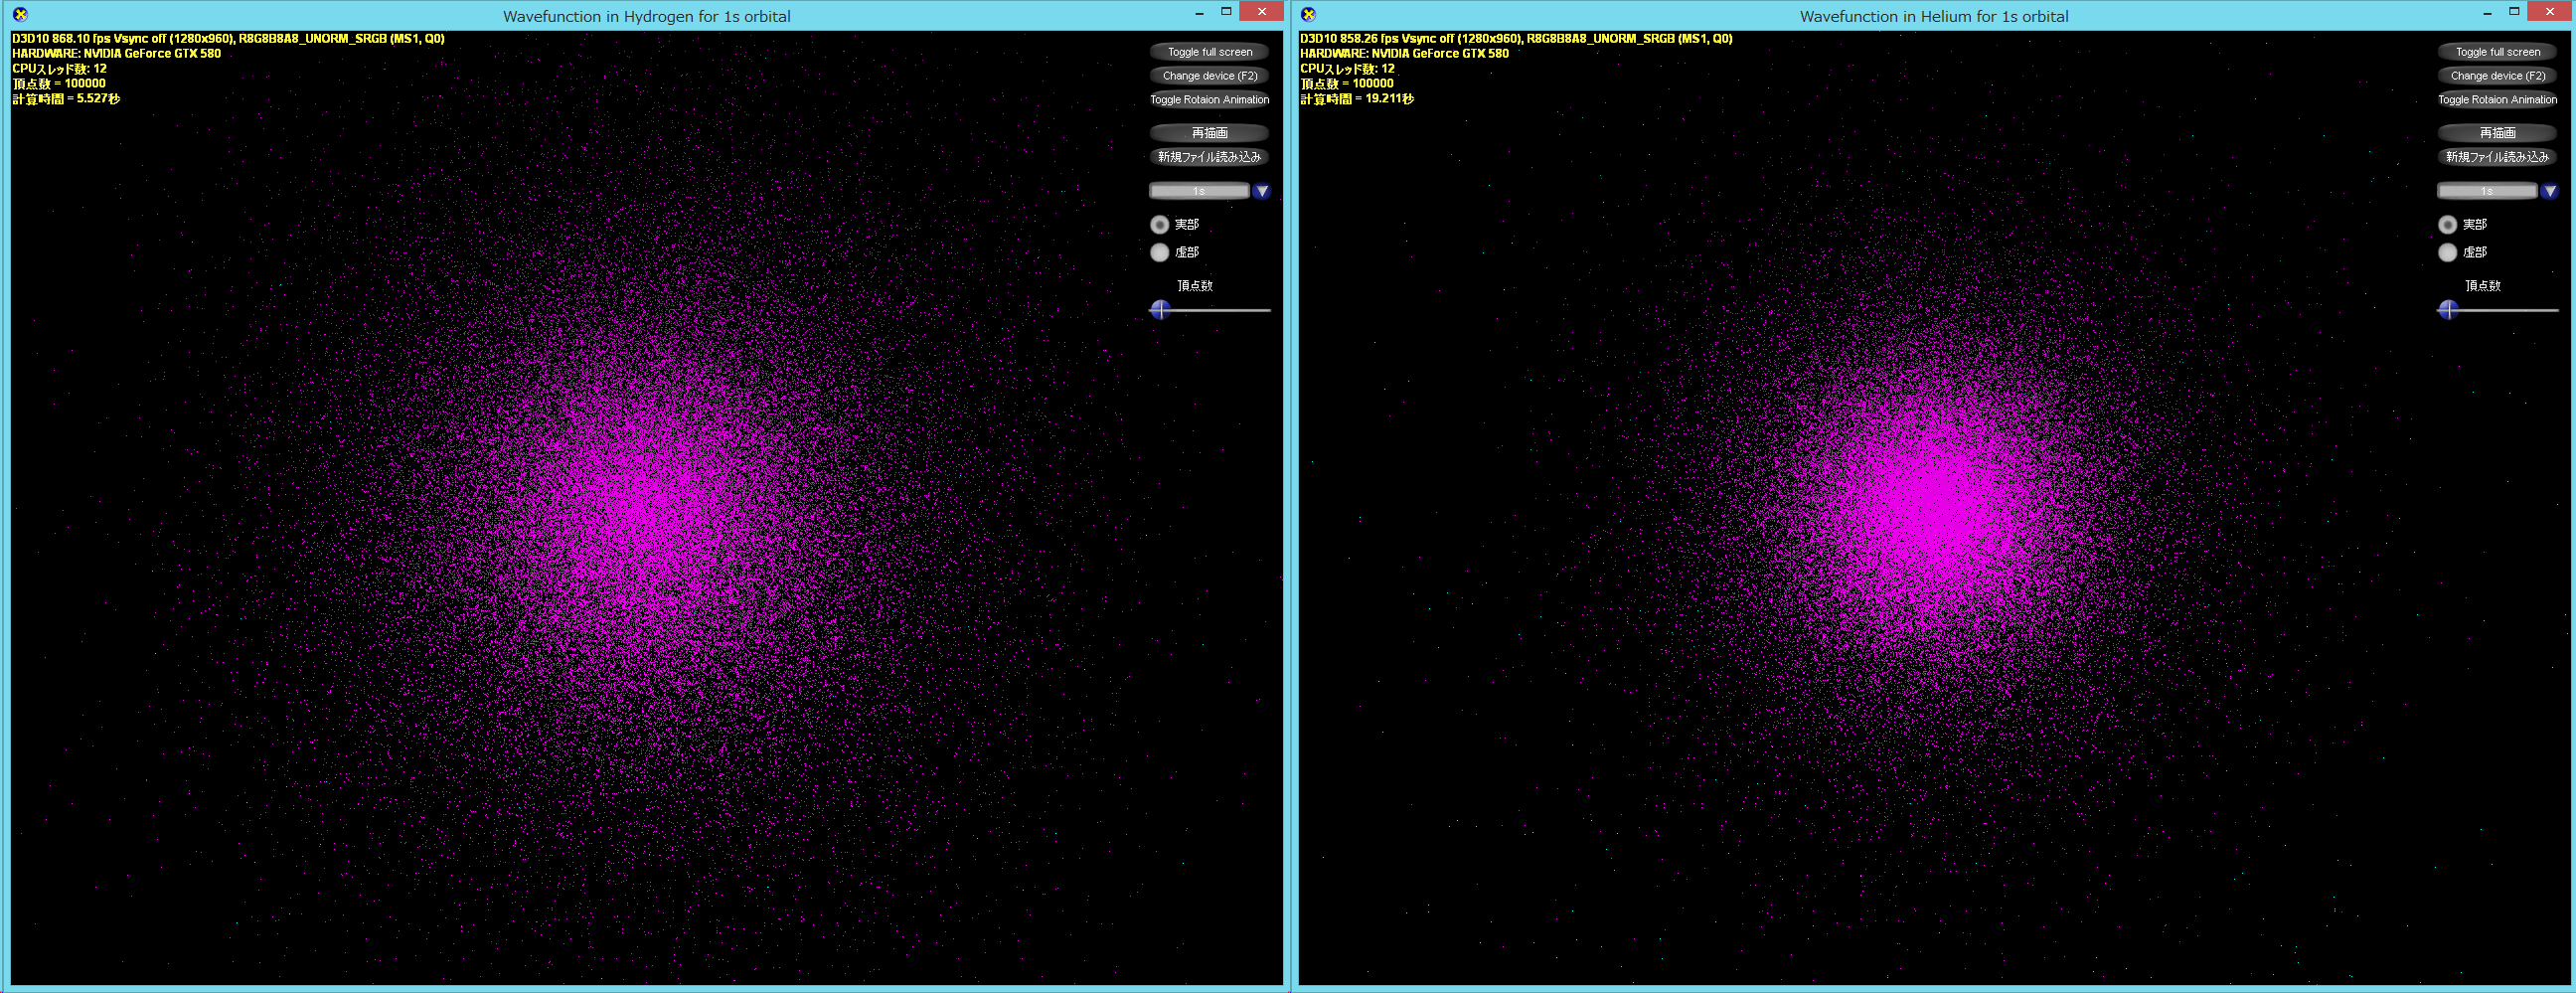 Wavefunction in Hydrogen for 1s orbital
D3D10 868.10 fps Vsync off (1280x960), R8G8B8A8_UNORM_SRGB (MS1, Q0)
HARDWARE: NVIDIA GeForce GTX 580
CPUスレッド数: 12
頂点数 = 100000
計算時間 = 5.527秒
Toggle full screen
Change device (F2)
Toggle Rotaion Animation
再描画
新規ファイル読み込み
1s
実部
虚部
頂点数
Wavefunction in Helium for 1s orbital
D3D10 858.26 fps Vsync off (1280x960), R8G8B8A8_UNORM_SRGB (MS1, Q0)
HARDWARE: NVIDIA GeForce GTX 580
CPUスレッド数: 12
頂点数 = 100000
計算時間 = 19.211秒
Toggle full screen
Change device (F2)
Toggle Rotaion Animation
再描画
新規ファイル読み込み
1s
実部
虚部
頂点数